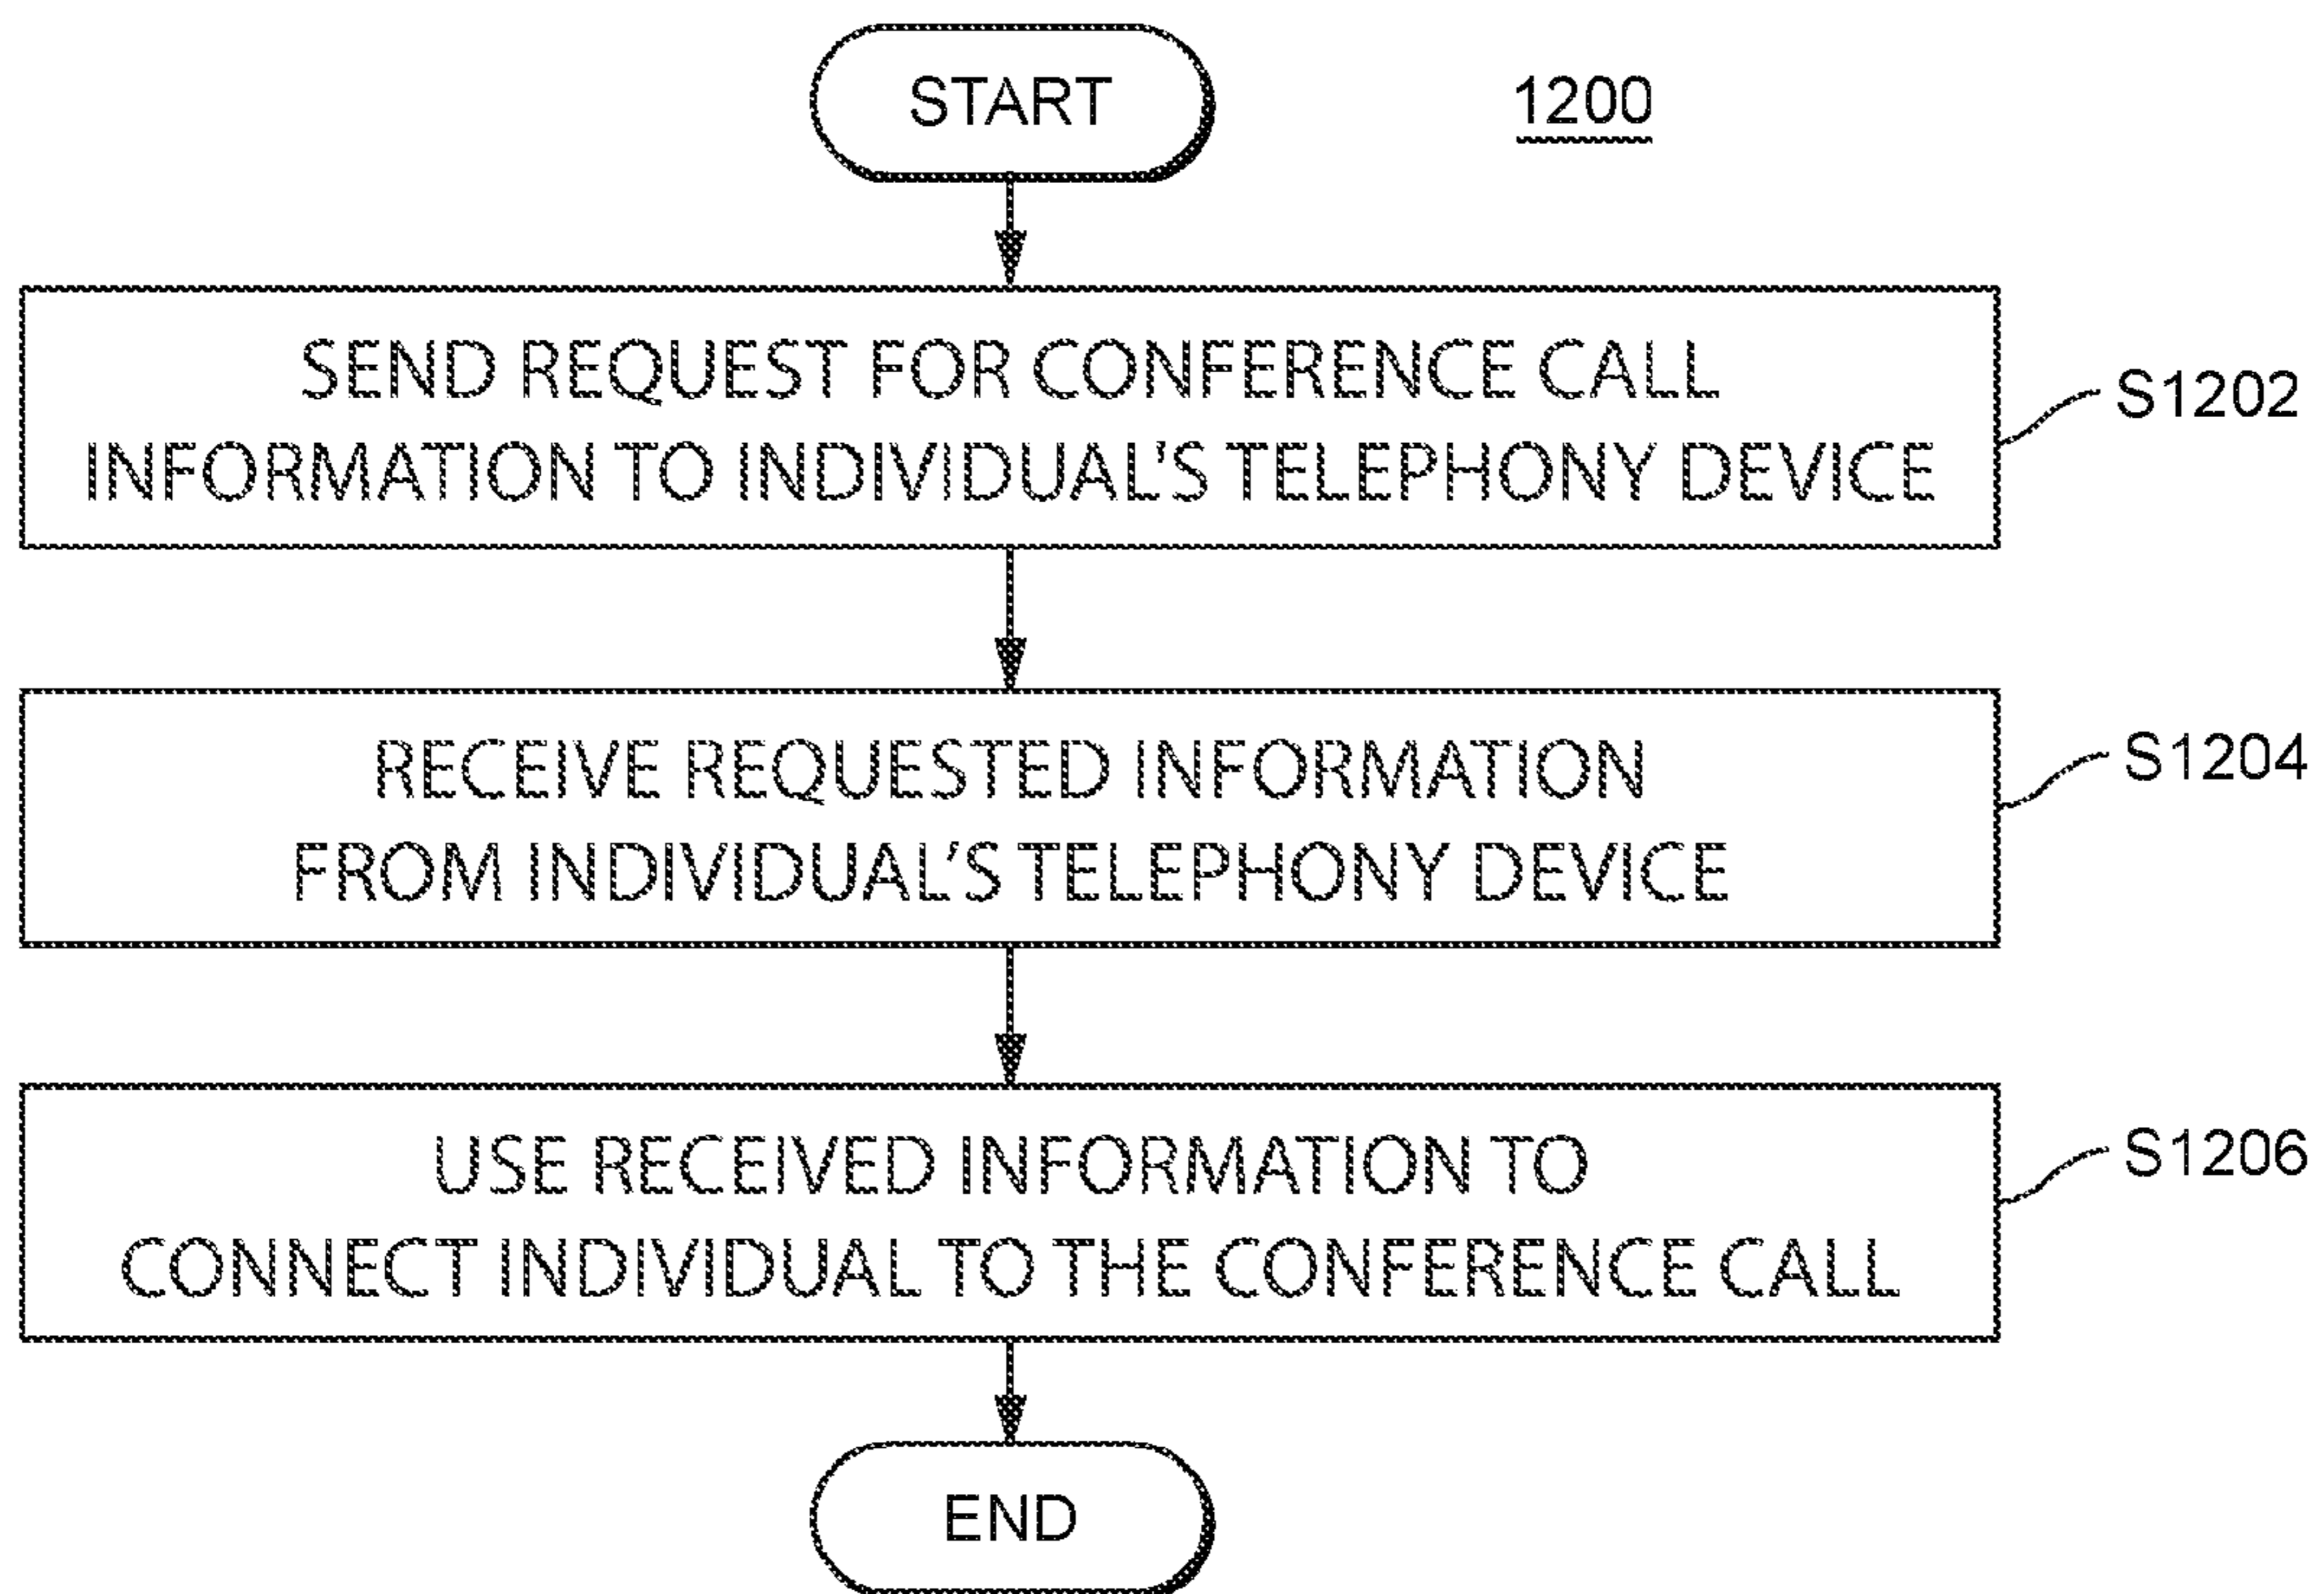 START
1200
SEND REQUEST FOR CONFERENCE CALL
INFORMATION TO INDIVIDUAL'S TELEPHONY DEVICE
S1202
RECEIVE REQUESTED INFORMATION
FROM INDIVIDUAL'S TELEPHONY DEVICE
S1204
USE RECEIVED INFORMATION TO
CONNECT INDIVIDUAL TO THE CONFERENCE CALL
S1206
END